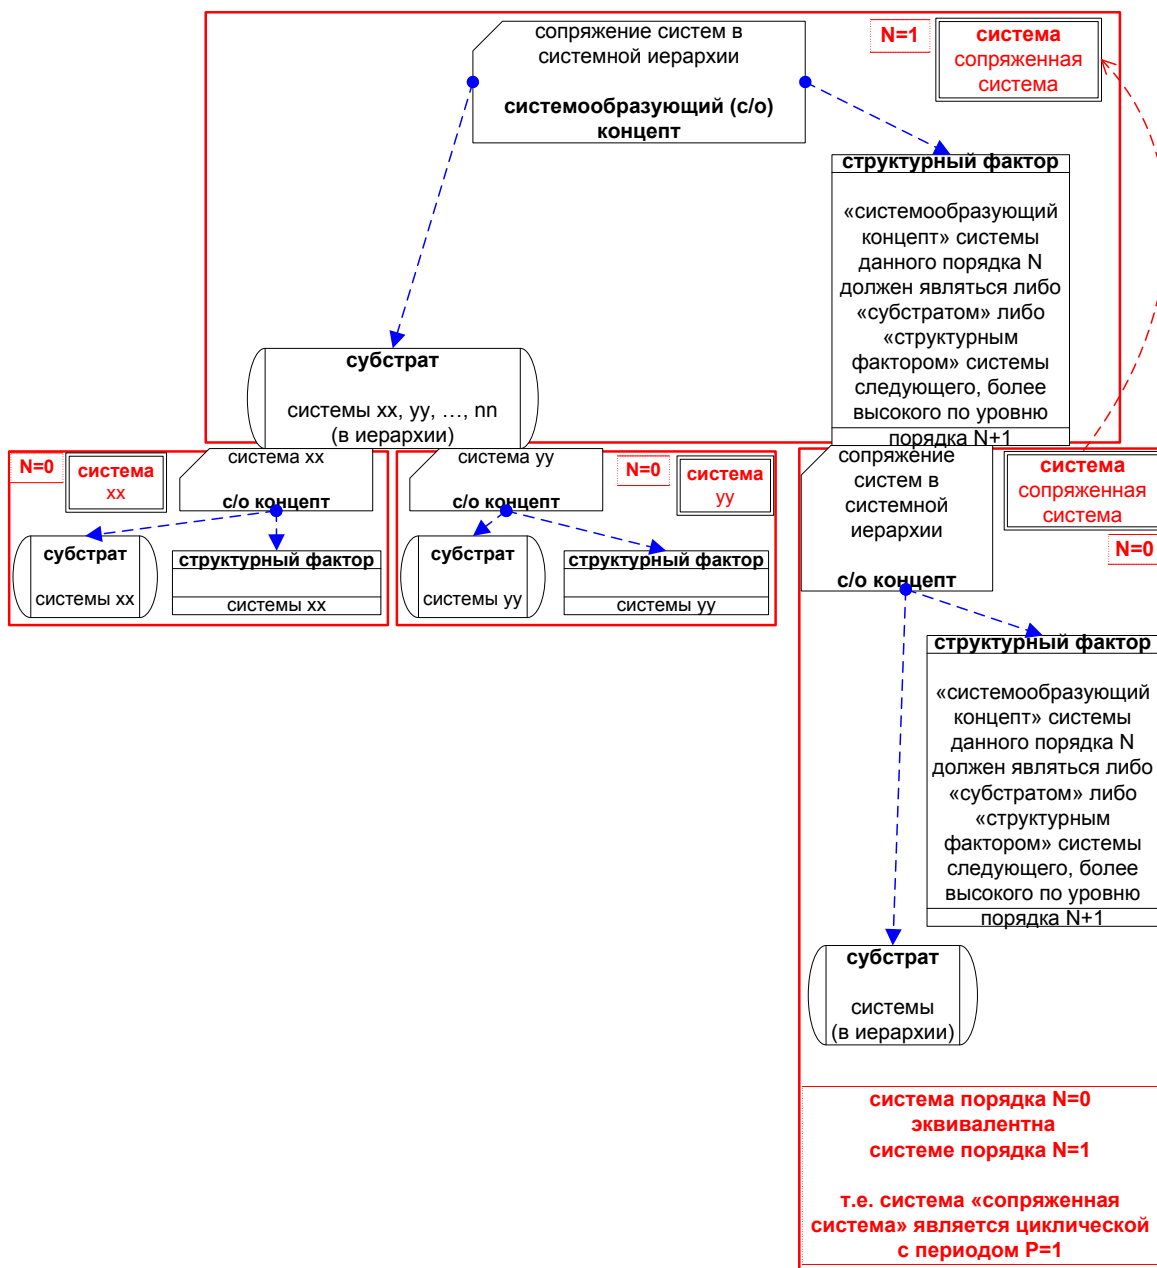 сопряжение систем в
системной иерархии
системообразующий (с/о)
концепт
N=1
система
сопряженная
система
структурный фактор
«системообразующий
концепт» системы
данного порядка N
должен являться либо
«субстратом» либо
«структурным
фактором» системы
следующего, более
высокого по уровню
порядка N+1
субстрат
системы xx, yy, ..., nn
(в иерархии)
N=0
система
xx
система xx
с/о концепт
субстрат
системы xx
структурный фактор
системы xx
система yy
с/о концепт
N=0
система
yy
субстрат
системы yy
структурный фактор
системы yy
сопряжение
систем в
системной
иерархии
с/о концепт
система
сопряженная
система
N=0
структурный фактор
«системообразующий
концепт» системы
данного порядка N
должен являться либо
«субстратом» либо
«структурным
фактором» системы
следующего, более
высокого по уровню
порядка N+1
субстрат
системы
(в иерархии)
система порядка N=0
эквивалентна
системе порядка N=1
т.е. система «сопряженная
система» является циклической
с периодом P=1